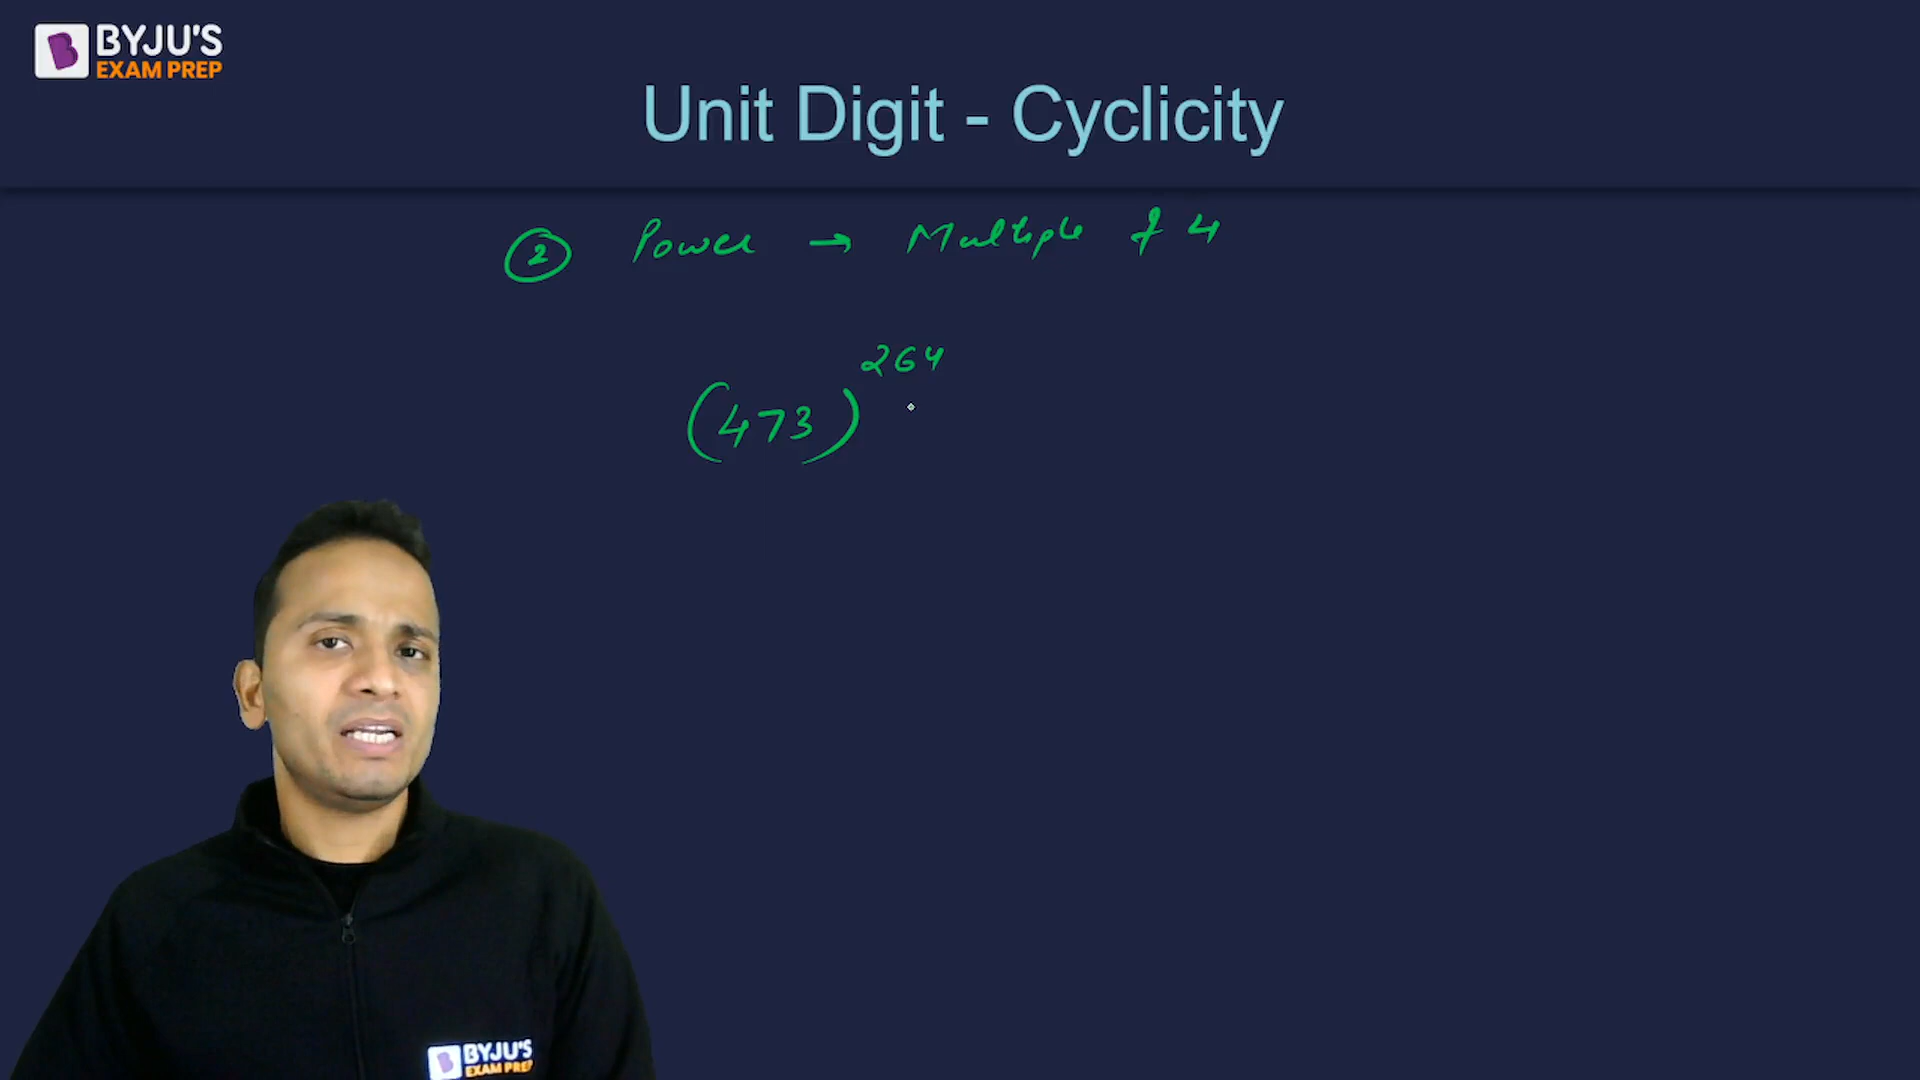 BYJU'S
EXAM PREP
Unit Digit - Cyclicity
2 Power → Multiple of 4
(473)^264
BYJU'S
EXAM PREP